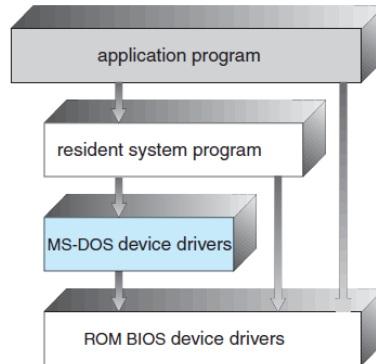 application program
resident system program
MS-DOS device drivers
ROM BIOS device drivers